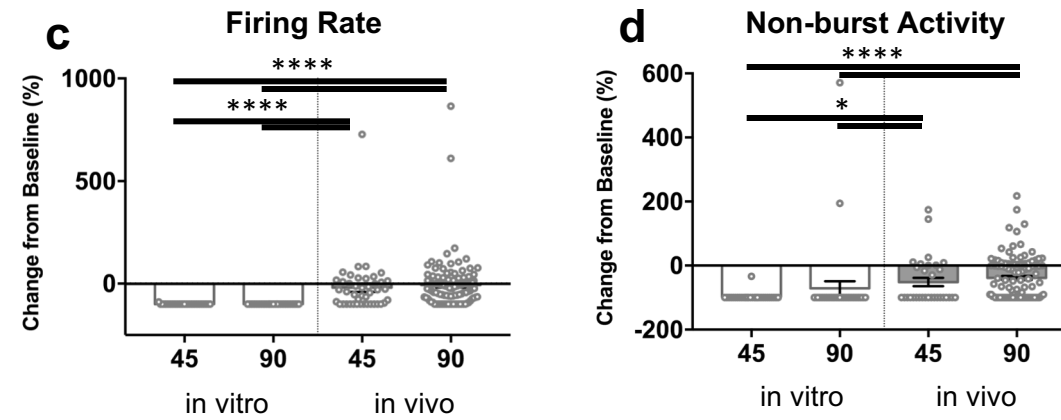 c
Firing Rate
Change from Baseline (%)
1000
500
0
****
****
45 90 45 90
in vitro in vivo
d
Non-burst Activity
Change from Baseline (%)
600
400
200
0
-200
****
*
45 90 45 90
in vitro in vivo